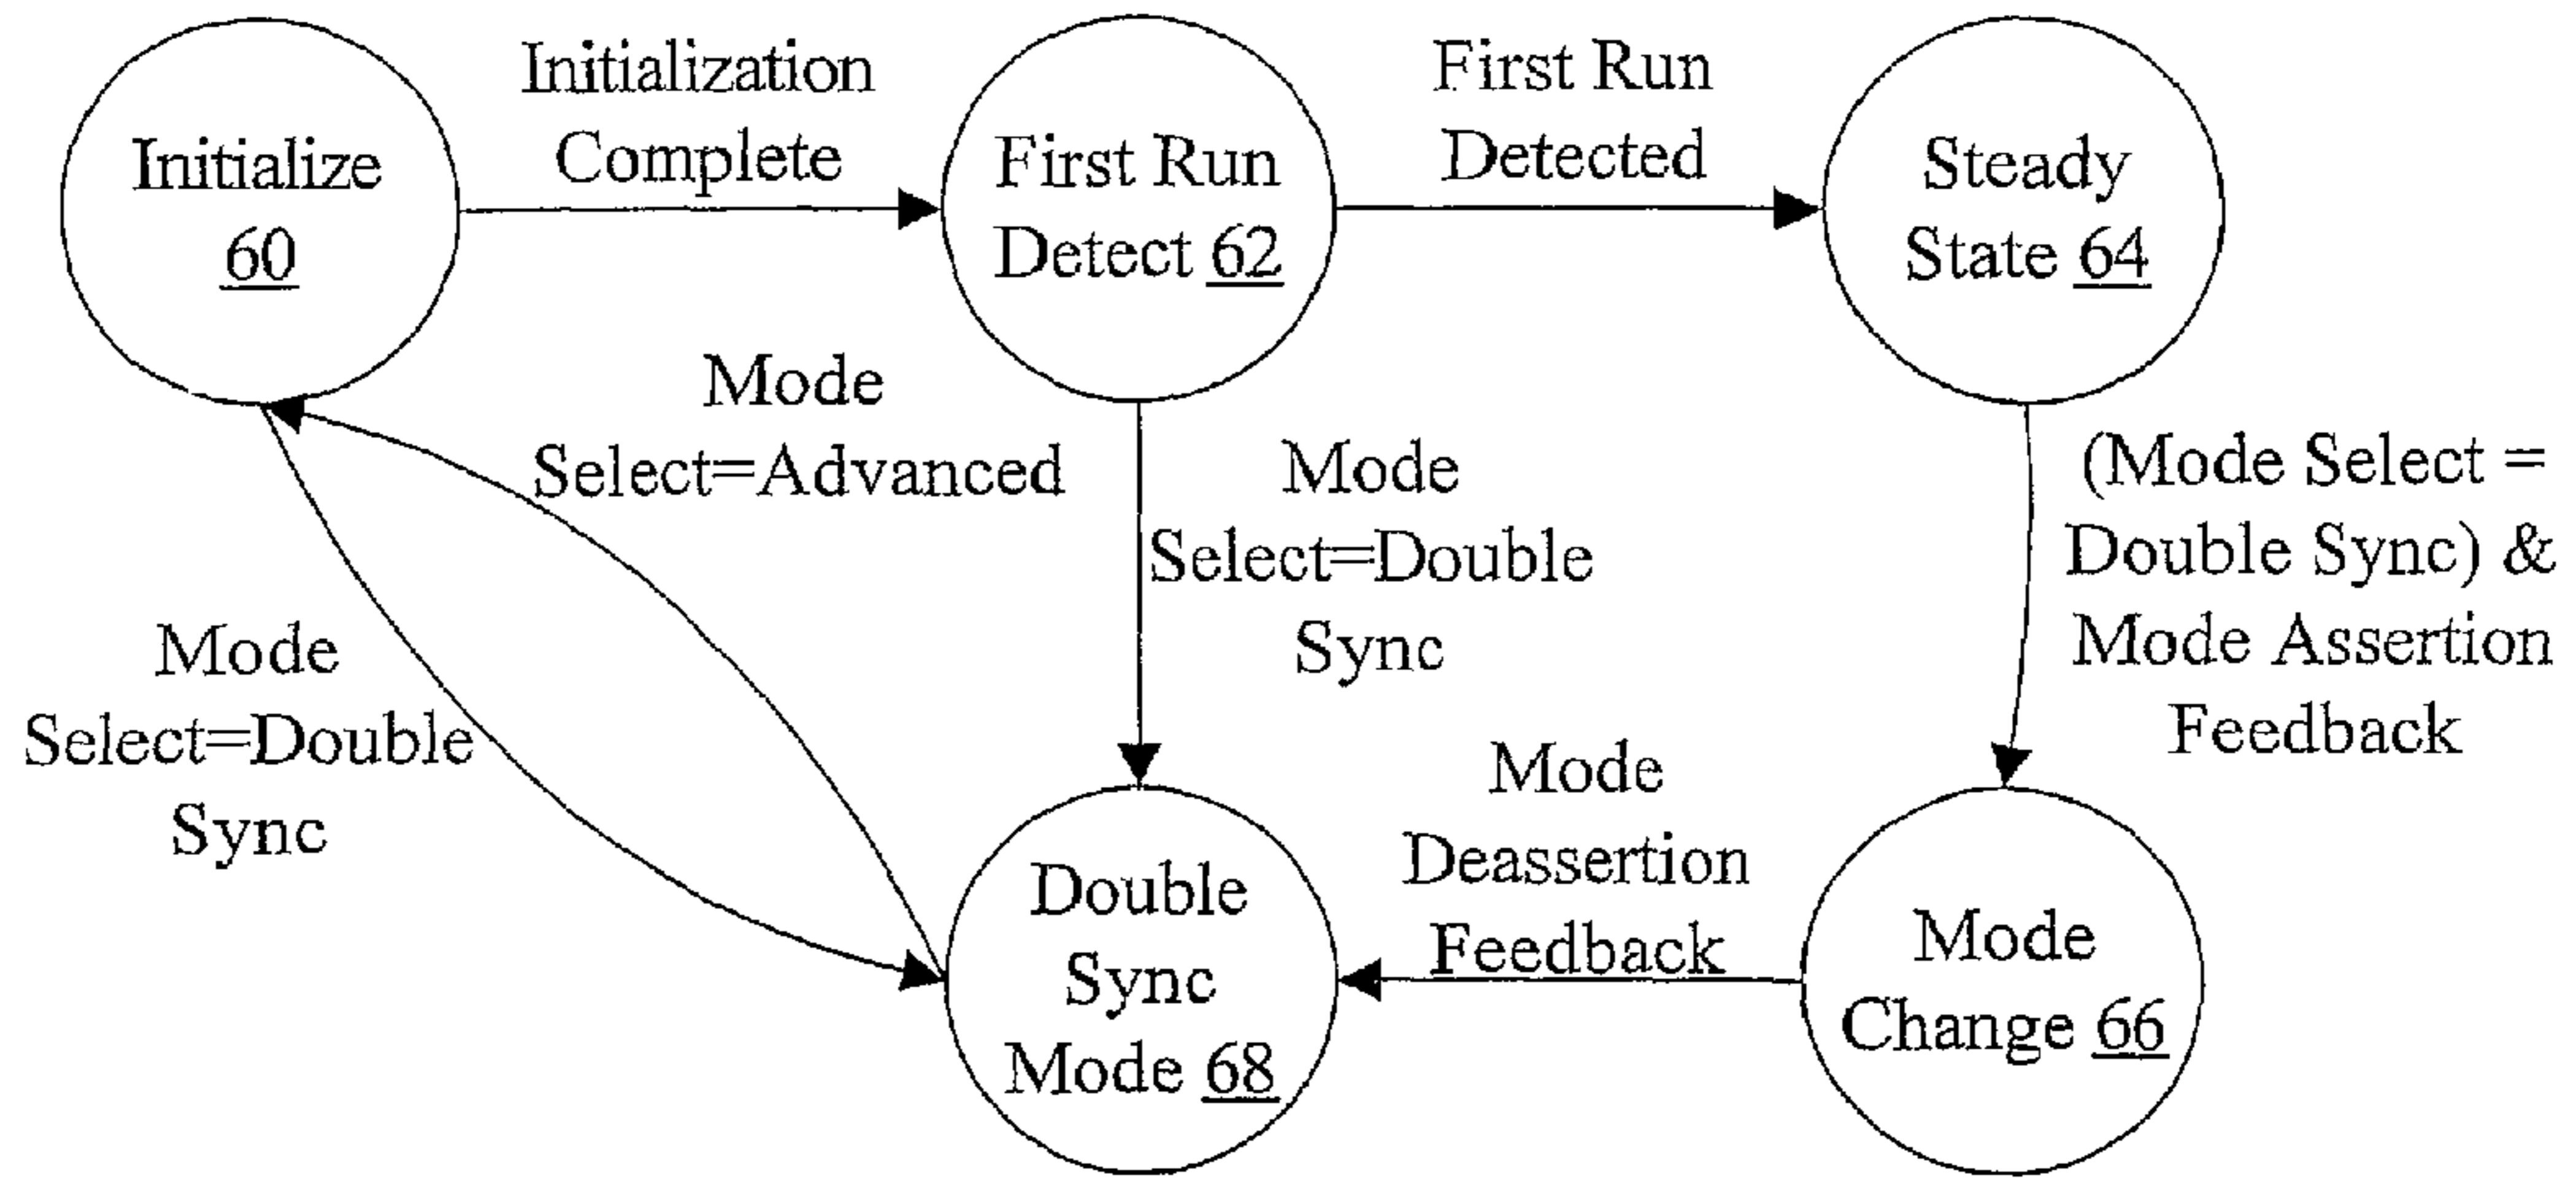 Initialize
60
Initialization
Complete
First Run
Detect 62
First Run
Detected
Steady
State 64
Mode
Select=Advanced
Mode
Select=Double
Sync
(Mode Select =
Double Sync) &
Mode Assertion
Feedback
Mode
Select=Double
Sync
Mode
Deassertion
Feedback
Double
Sync
Mode 68
Mode
Change 66